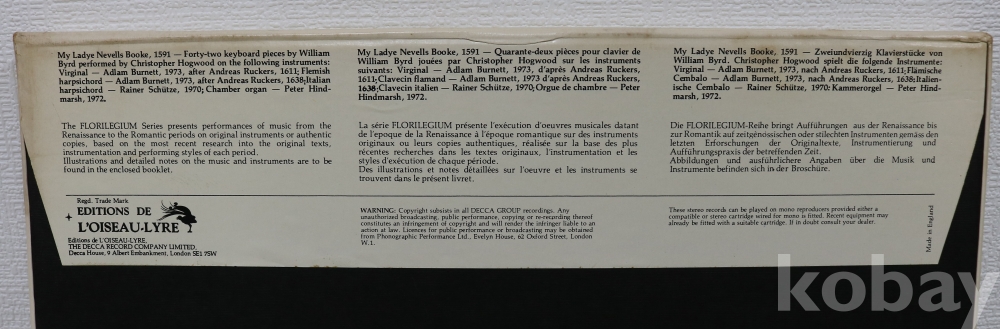 My Ladye Nevells Booke, 1591 — Forty-two keyboard pieces by William
Byrd performed by Christopher Hogwood on the following instruments:
Virginal — Adam Burnett, 1973, after Andreas Ruckers, 1611; Flemish
harpsichord — Adam Burnett, 1973, after Andreas Ruckers, 1638; Italian
harpsichord — Rainer Schütze, 1970; Chamber organ — Peter Hind-
marsh, 1972.
The FLORILEGIUM Series presents performances of music from the
Renaissance to the Romantic periods on original instruments or authentic
copies, based on the most recent research into the original texts,
instrumentation and performing styles of each period.
Illustrations and detailed notes on the music and instruments are to be
found in the enclosed booklet.
My Ladye Nevells Booke, 1591 — Quarante-deux pièces pour clavier de
William Byrd jouées par Christopher Hogwood sur les instruments
suivants: Virginal — Adam Burnett, 1973 d'après Andreas Ruckers,
1611; Clavecin flamand — Adam Burnett, 1973 d'après Andreas Ruckers,
1638; Clavecin italien — Rainer Schütze, 1970; Orgue de chambre — Peter
Hindmarsh, 1972.
La série FLORILEGIUM présente l'exécution d'oeuvres musicales datant
de l'epoque de la Renaissance à l'époque romantique sur des instruments
originaux ou leurs copies authentiques, réalisée sur la base des plus
récentes recherches dans les textes originaux, l'instrumentation et les
styles d'exécution de chaque période.
Des illustrations et notes détaillées sur l'oeuvre et les instruments se
trouvent dans le présent livret.
My Ladye Nevells Booke, 1591 — Zweiundvierzig Klavierstücke von
William Byrd. Christopher Hogwood spielt die folgende Instrumente:
Virginal — Adam Burnett, 1973, nach Andreas Ruckers, 1611; Flämische
Cembalo — Adam Burnett, 1973, nach Andreas Ruckers, 1638; Italien-
ische Cembalo — Rainer Schütze, 1970: Kammerorgel — Peter Hind-
marsh, 1972.
Die FLORILEGIUM-Reihe bringt Aufführungen aus der Renaissance bis
zur Romantik auf zeitgenössischen oder stilechten Instrumenten gemäss den
letzten Erforschungen der Originaltexte, Instrumentierung und
Aufführungspraxis der betreffenden Zeit.
Abbildungen und ausführlichere Angaben über die Musik und
Instrumente befinden sich in der Broschüre.
Regd. Trade Mark
EDITIONS DE
L'OISEAU-LYRE
Editions de L'OISEAU-LYRE,
THE DECCA RECORD COMPANY LIMITED,
Decca House, 9 Albert Embankment, London SE1 7SW
WARNING: Copyright subsists in all DECCA GROUP recordings. Any
unauthorised broadcasting, public performance, copying or re-recording thereof
constitutes an infringement of copyright and will render the infringer liable to an
action at law. Licences for public performance or broadcasting may be obtained
from Phonographic Performance Ltd., Evelyn House, 62 Oxford Street, London
W.1.
These stereo records can be played on mono reproducers provided either a
compatible or stereo cartridge wired for mono is fitted. Recent equipment may
already be fitted with a suitable cartridge. If in doubt consult your dealer.
Made in England
kobay